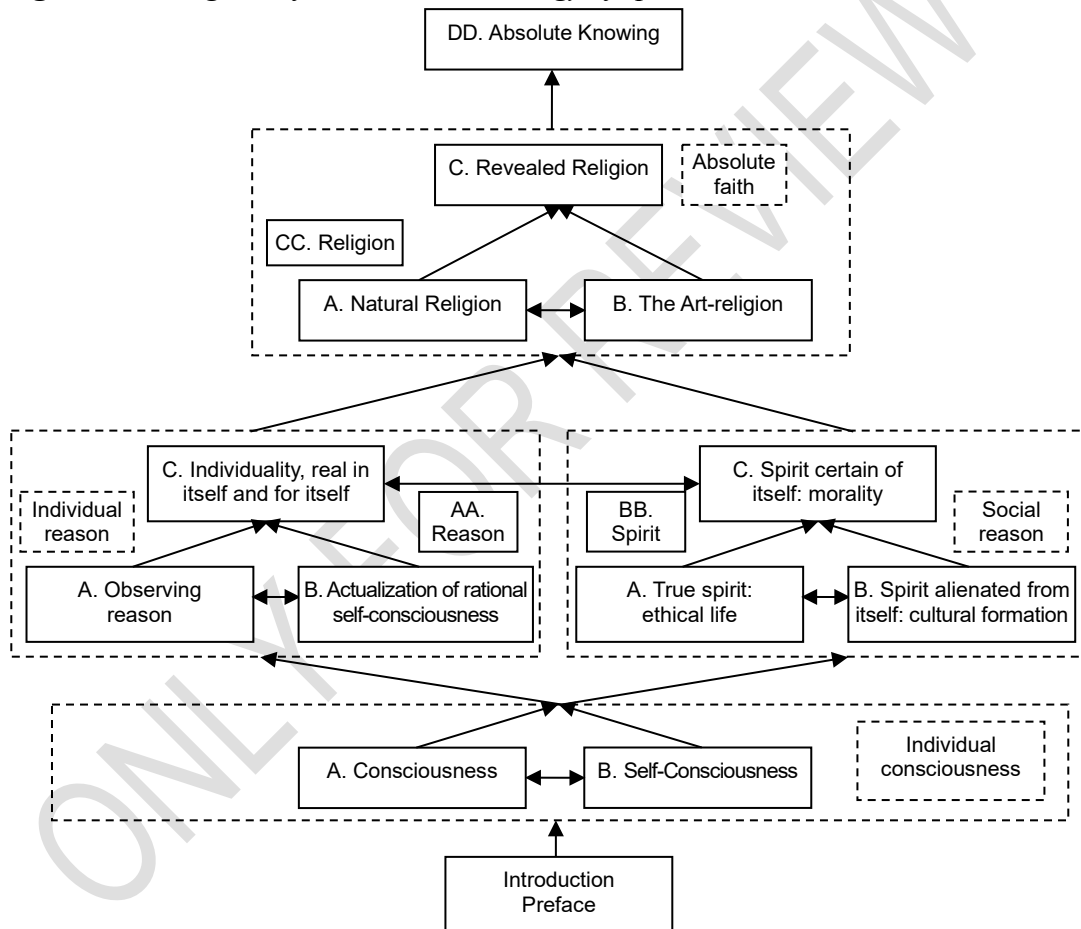 DD. Absolute Knowing
C. Revealed Religion
Absolute
faith
CC. Religion
A. Natural Religion
B. The Art-religion
C. Individuality, real in
itself and for itself
C. Spirit certain of
itself: morality
Individual
reason
AA.
Reason
BB.
Spirit
Social
reason
A. Observing
reason
B. Actualization of rational
self-consciousness
A. True spirit:
ethical life
B. Spirit alienated from
itself: cultural formation
A. Consciousness
B. Self-Consciousness
Individual
consciousness
Introduction
Preface
ONLY FOR REVIEW